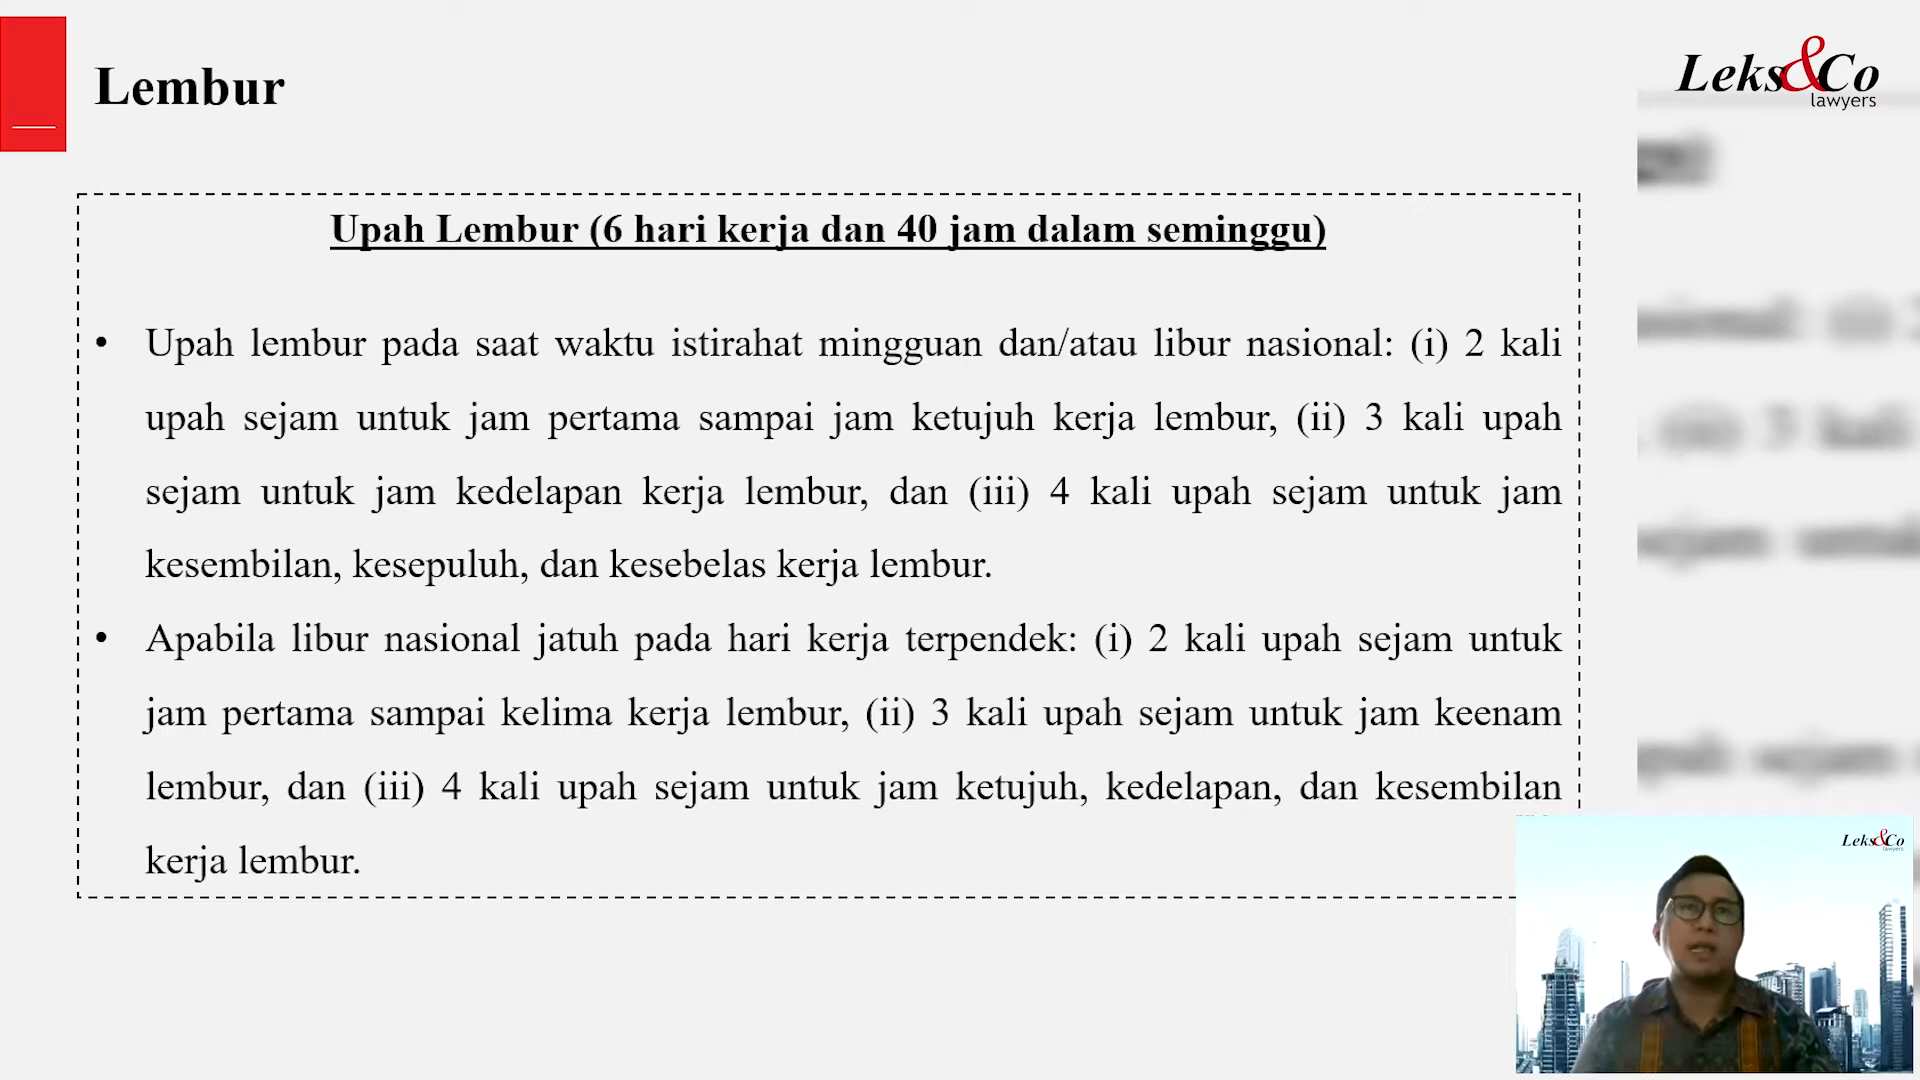 Lembur
Leks&Co
lawyers
Upah Lembur (6 hari kerja dan 40 jam dalam seminggu)
• Upah lembur pada saat waktu istirahat mingguan dan/atau libur nasional: (i) 2 kali
upah sejam untuk jam pertama sampai jam ketujuh kerja lembur, (ii) 3 kali upah
sejam untuk jam kedelapan kerja lembur, dan (iii) 4 kali upah sejam untuk jam
kesembilan, kesepuluh, dan kesebelas kerja lembur.
• Apabila libur nasional jatuh pada hari kerja terpendek: (i) 2 kali upah sejam untuk
jam pertama sampai kelima kerja lembur, (ii) 3 kali upah sejam untuk jam keenam
lembur, dan (iii) 4 kali upah sejam untuk jam ketujuh, kedelapan, dan kesembilan
kerja lembur.
Leks&Co
lawyers